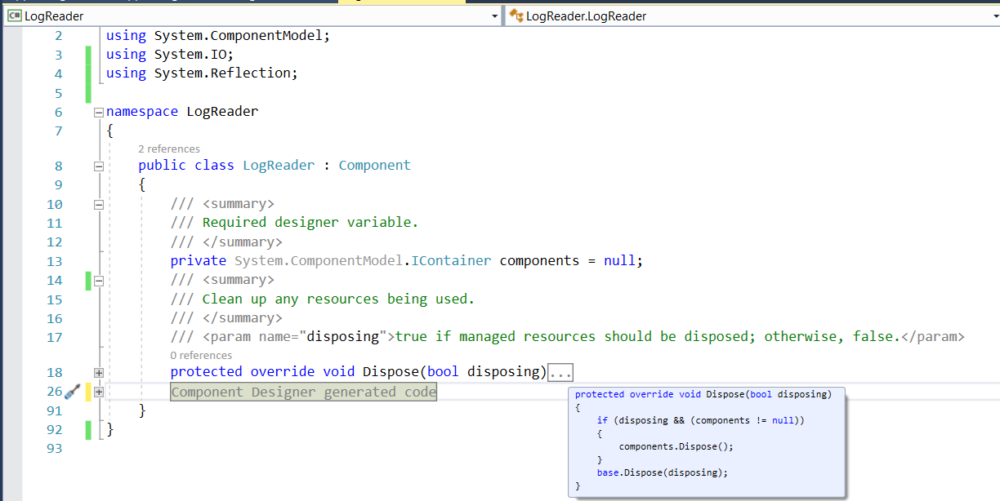 C# LogReader
LogReader.LogReader
2 using System.ComponentModel;
3 using System.IO;
4 using System.Reflection;
5
6 namespace LogReader
7 {
2 references
8 public class LogReader : Component
9 {
10 /// <summary>
11 /// Required designer variable.
12 /// </summary>
13 private System.ComponentModel.IContainer components = null;
14 /// <summary>
15 /// Clean up any resources being used.
16 /// </summary>
17 /// <param name="disposing">true if managed resources should be disposed; otherwise, false.</param>
0 references
18 protected override void Dispose(bool disposing)...
26 Component Designer generated code
91 }
92 }
93
protected override void Dispose(bool disposing)
{
if (disposing && (components != null))
{
components.Dispose();
}
base.Dispose(disposing);
}